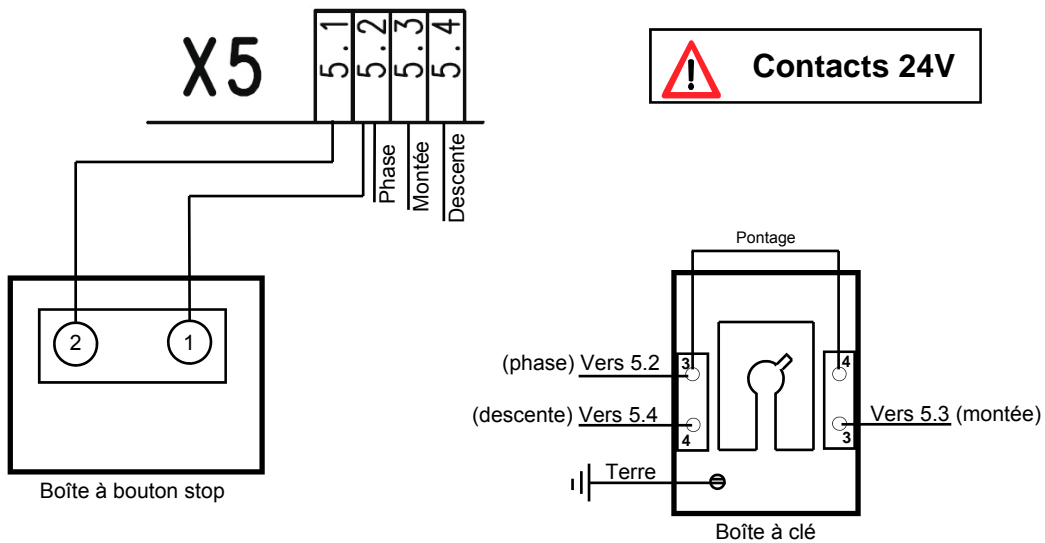 X5
5.1
5.2
5.3
5.4
Contacts 24V
Phase
Montée
Descente
2
1
Boîte à bouton stop
Pontage
(phase) Vers 5.2
3
4
(descente) Vers 5.4
4
3
Vers 5.3 (montée)
Terre
Boîte à clé